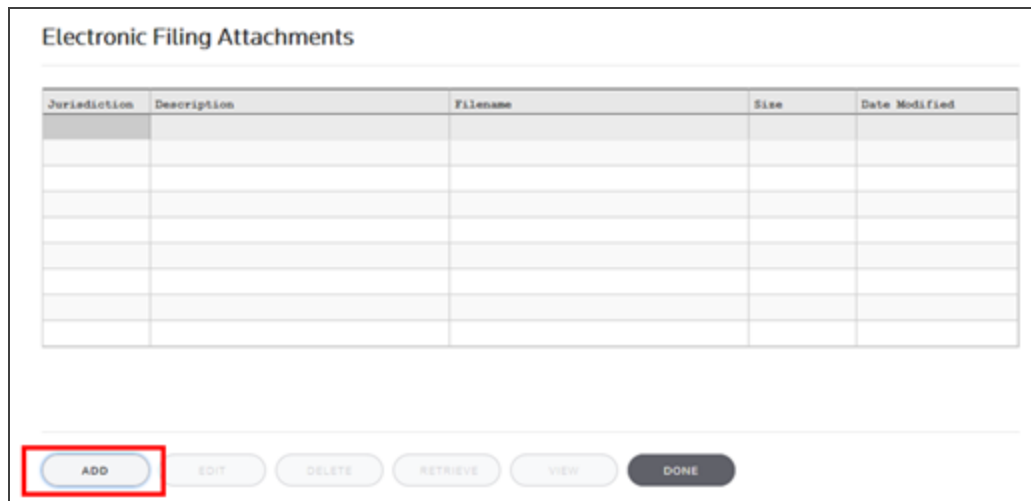 Electronic Filing Attachments
Jurisdiction Description Filename Size Date Modified
ADD EDIT DELETE RETRIEVE VIEW DONE